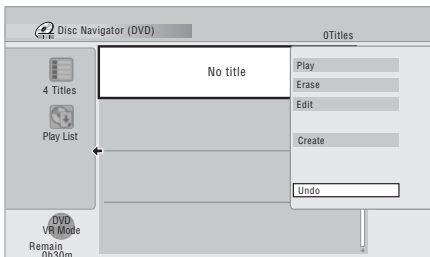 Disc Navigator (DVD)
0Titles
4 Titles
Play List
No title
Play
Erase
Edit
Create
Undo
DVD
VR Mode
Remain
0h30m